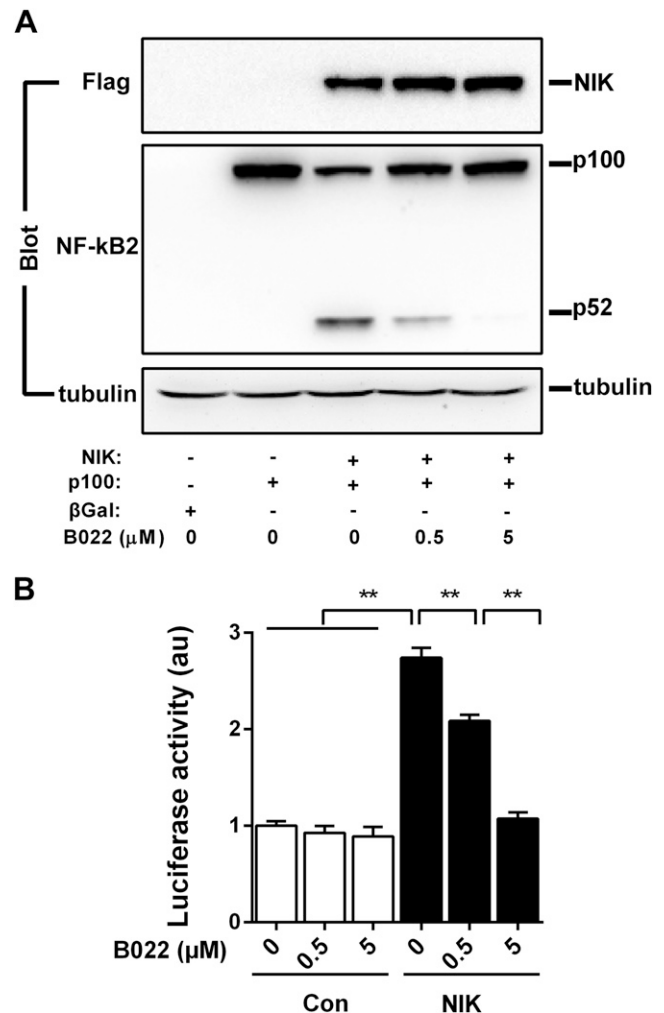 A
Blot
Flag
NIK
NF-kB2
p100
p52
tubulin
tubulin
NIK: - - + + +
p100: - + + + +
βGal: + - - - -
B022 (μM) 0 0 0 0.5 5
B
** ** **
Luciferase activity (au)
3
2
1
0
B022 (μM) 0 0.5 5 0 0.5 5
Con NIK